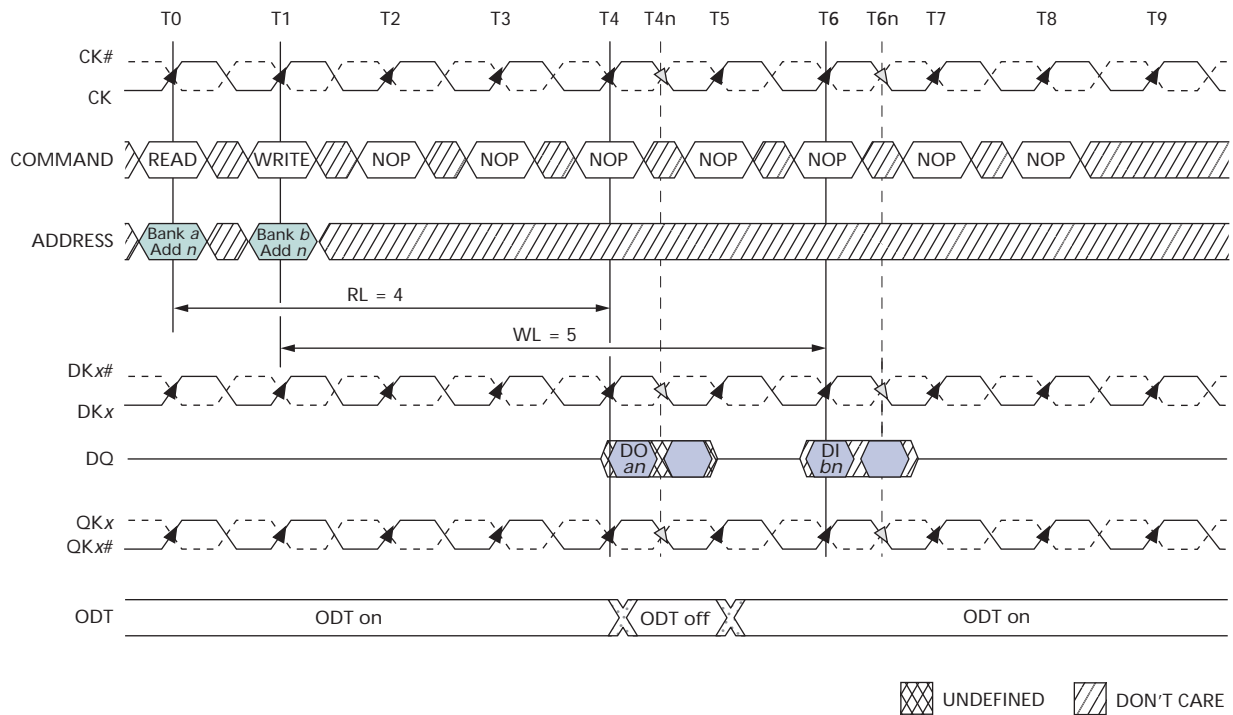 T0 T1 T2 T3 T4 T4n T5 T6 T6n T7 T8 T9
CK#
CK
COMMAND READ WRITE NOP NOP NOP NOP NOP NOP NOP
ADDRESS Bank a Bank b
Add n Add n
RL = 4
WL = 5
DKx#
DKx
DQ DO DI
an bn
QKx
QKx#
ODT ODT on ODT off ODT on
UNDEFINED DON'T CARE